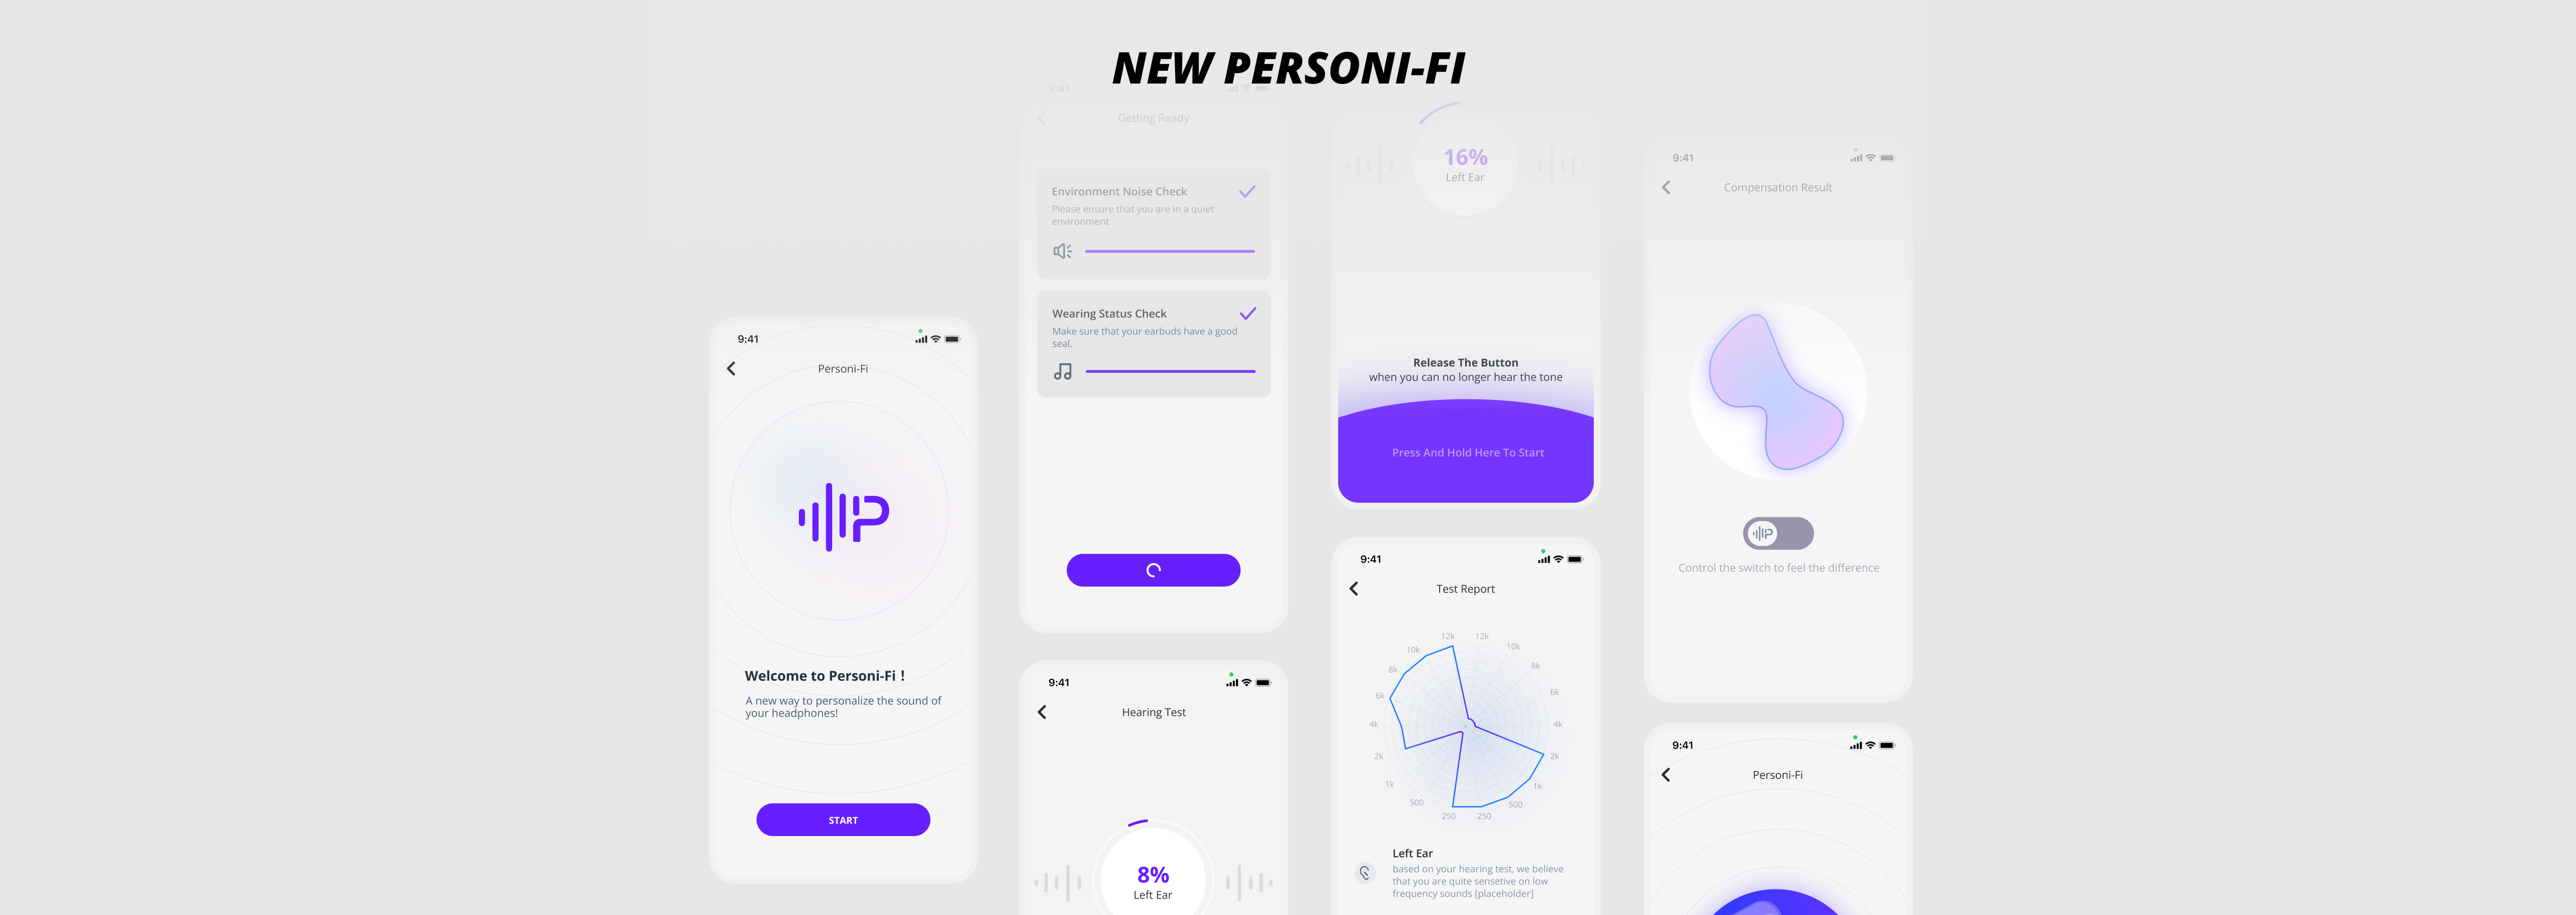 NEW PERSONI-FI
9:41
Personi-Fi
Welcome to Personi-Fi !
A new way to personalize the sound of
your headphones!
START
9:41
Getting Ready
Environment Noise Check
Please ensure that you are in a quiet
environment
Wearing Status Check
Make sure that your earbuds have a good
seal.
9:41
Hearing Test
8%
Left Ear
16%
Left Ear
Release The Button
when you can no longer hear the tone
Press And Hold Here To Start
9:41
Test Report
12k 12k
10k 10k
8k 8k
6k 6k
4k 4k
2k 2k
1k 1k
500 500
250 250
Left Ear
based on your hearing test, we believe
that you are quite sensetive on low
frequency sounds [placeholder]
9:41
Compensation Result
Control the switch to feel the difference
9:41
Personi-Fi